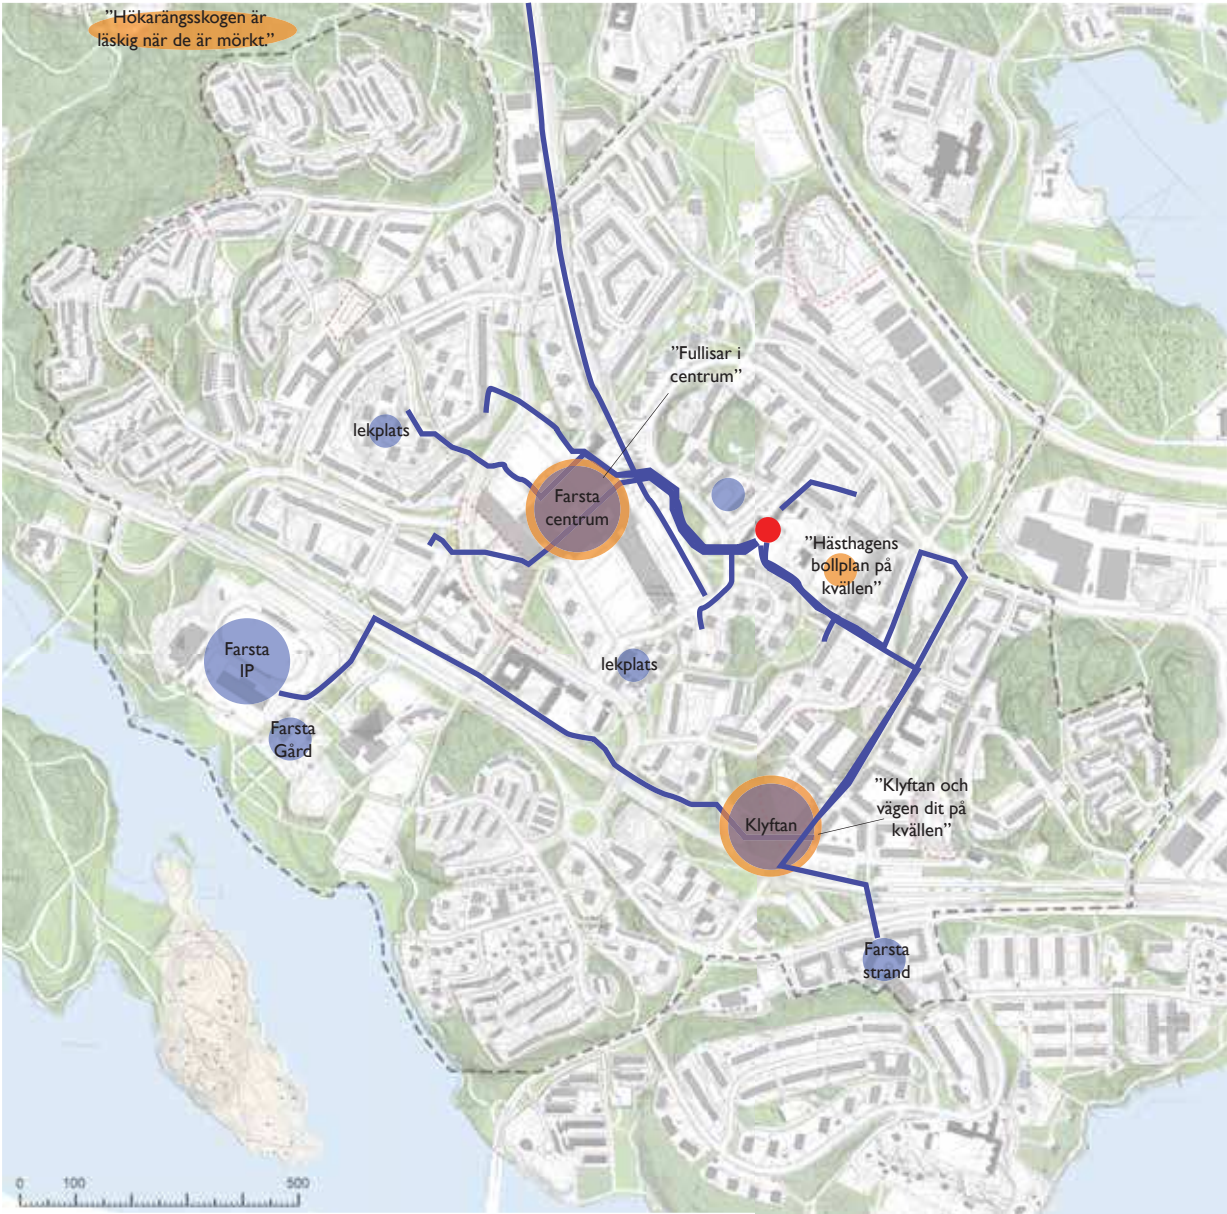 ”Hökarängsskogen är
läskig när de är mörkt.”
”Fullisar i
centrum”
lekplats
Farsta
centrum
”Hästhagens
bollplan på
kvällen”
Farsta
IP
lekplats
Farsta
Gård
”Klyftan och
vägen dit på
kvällen”
Klyftan
Farsta
strand
0 100 500